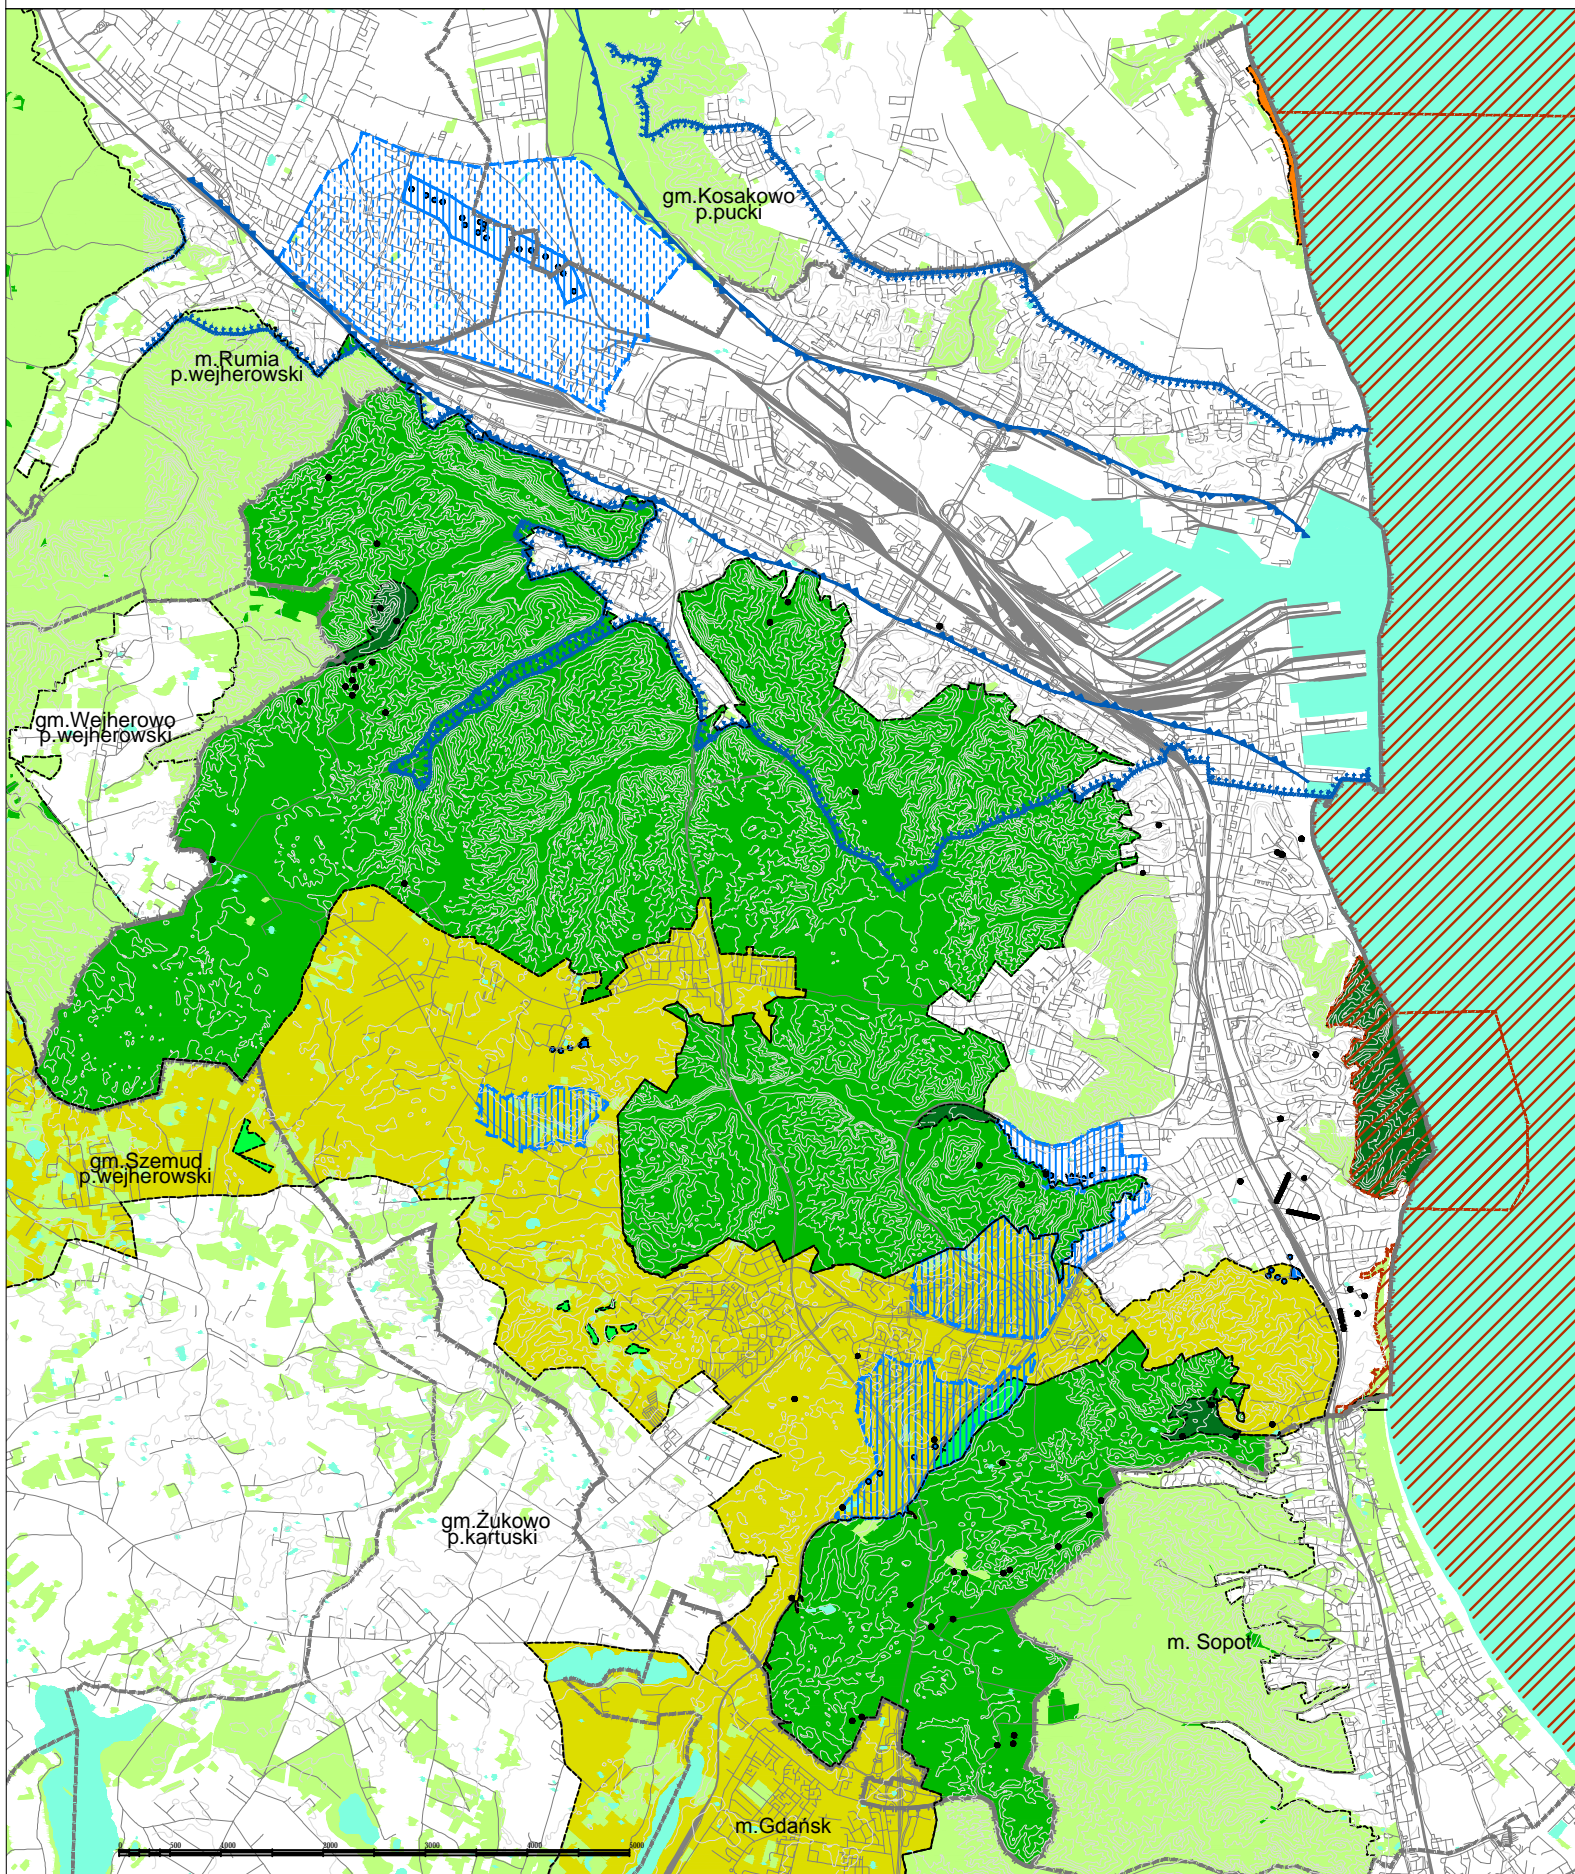 gm.Kosakowo
p.pucki
m.Rumia
p.wejherowski
gm.Wejherowo
p.wejherowski
gm.Szemud
p.wejherowski
gm.Żukowo
p.kartuski
m. Sopot
m.Gdańsk
0 500 1000 2000 3000 4000 5000